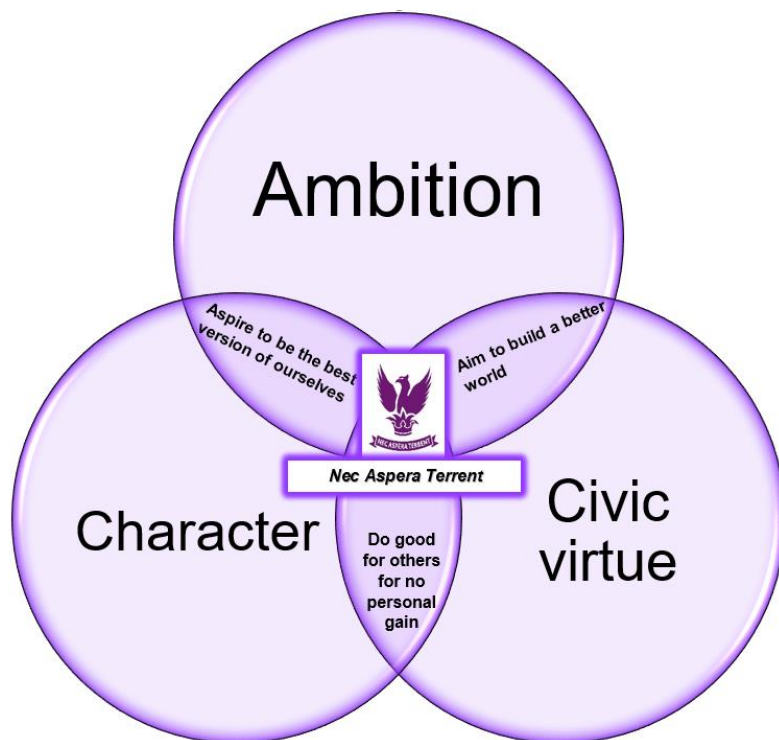 Ambition
Aspire to be the best
version of ourselves
Aim to build a better
world
NEC ASPERA TERRENT
Nec Aspera Terrent
Character
Civic
virtue
Do good
for others
for no
personal
gain